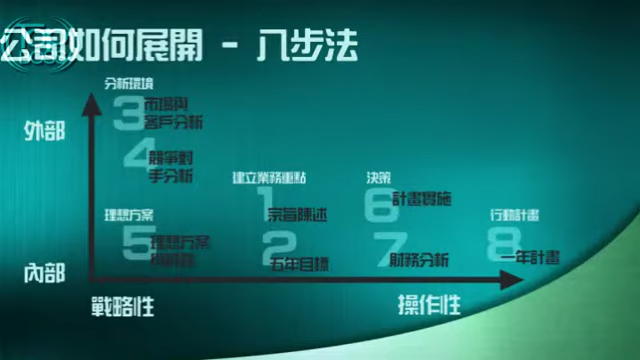 公司如何展開 - 八步法
分析環境
3 市場與
客戶分析
外部
4 競爭對
手分析
建立業務重點
1 宗旨陳述
決策
6 計畫實施
理想方案
5 理想方案
行動計畫
2 五年目標
7 財務分析
8 一年計畫
內部
戰略性
操作性